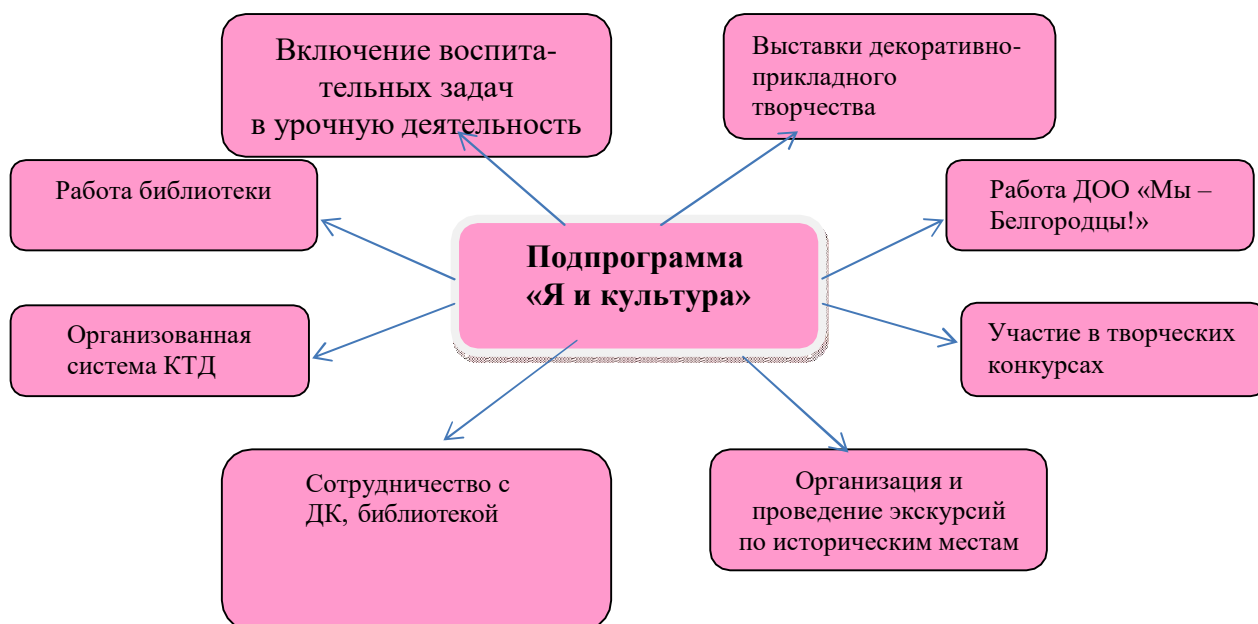 Включение воспита-
тельных задач
в урочную деятельность
Выставки декоративно-
прикладного
творчества
Работа библиотеки
Работа ДОО «Мы –
Белгородцы!»
Подпрограмма
«Я и культура»
Организованная
система КТД
Участие в творческих
конкурсах
Сотрудничество с
ДК, библиотекой
Организация и
проведение экскурсий
по историческим местам